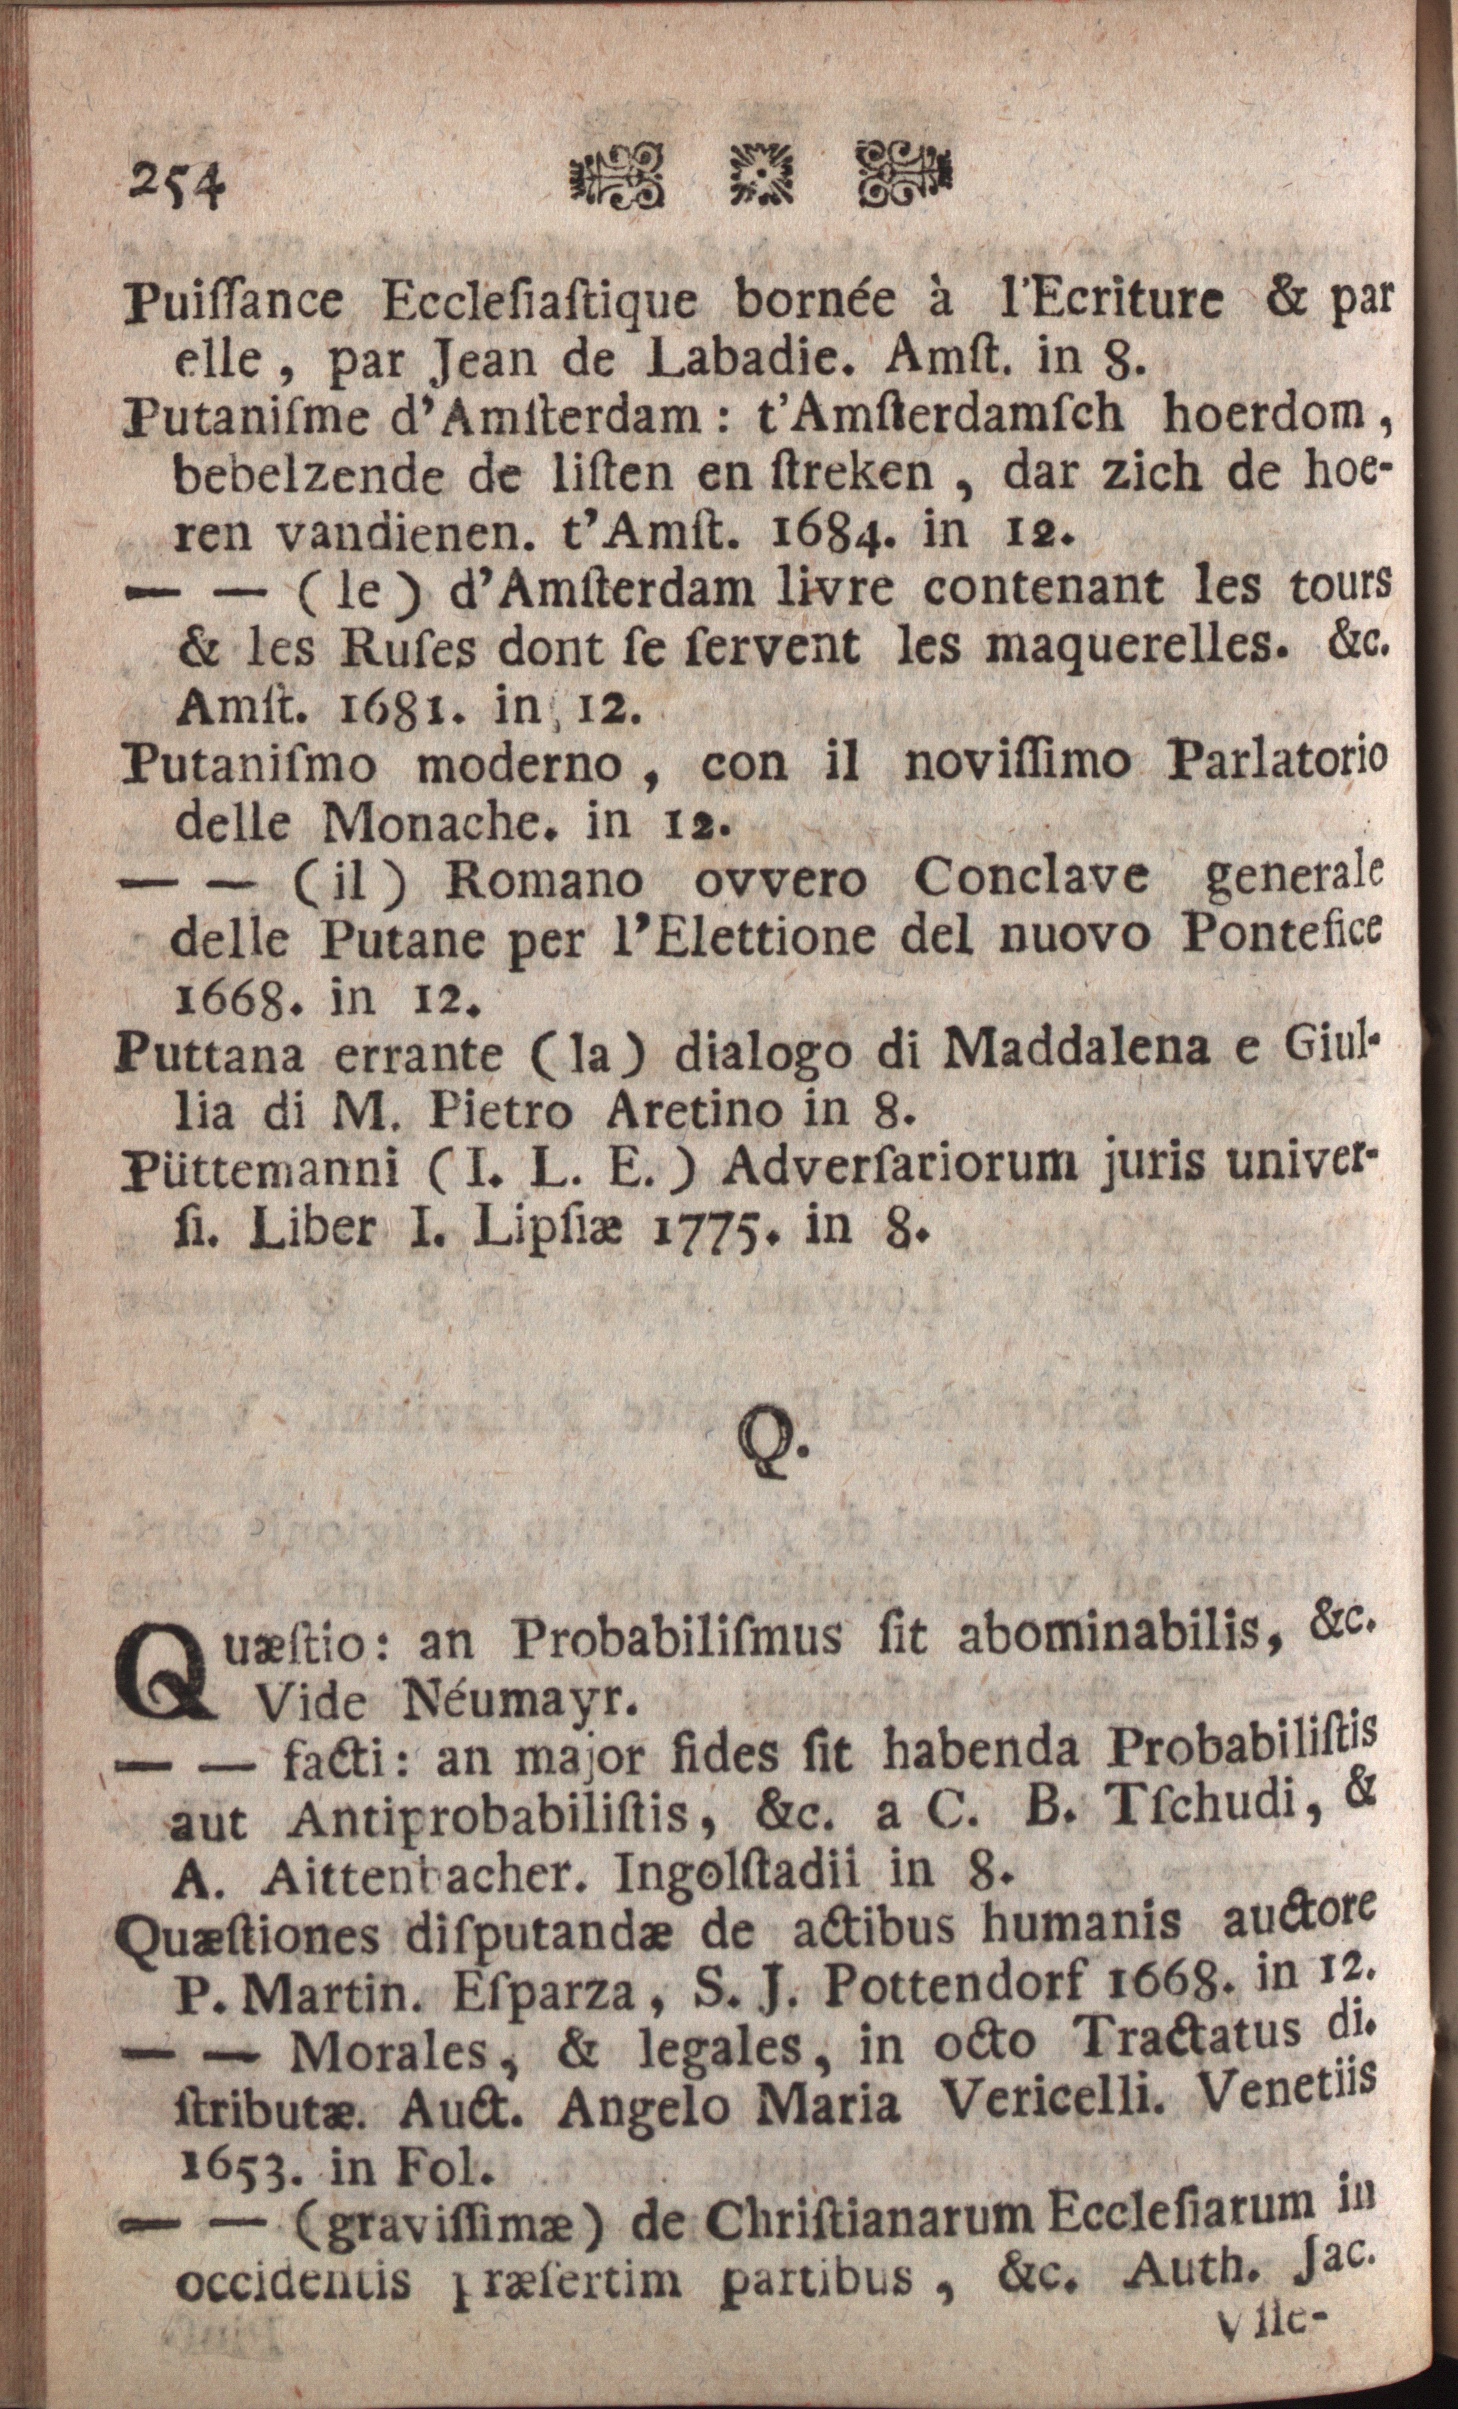 254
Puiſſance Eccleſiaſtique bornée à l'Ecriture & par
elle, par Jean de Labadie. Amſt. in 8.
Putaniſme d'Amſterdam: t'Amſterdamſch hoerdom,
bebelzende de liſten en ſtreken, dar zich de hoe-
ren vandienen. t'Amſt. 1684. in 12.
— — (le) d'Amſterdam livre contenant les tours
& les Ruſes dont ſe ſervent les maquerelles. &c.
Amſt. 1681. in 12.
Putaniſmo moderno, con il noviſſimo Parlatorio
delle Monache. in 12.
— — (il) Romano ovvero Conclave generale
delle Putane per l'Elettione del nuovo Pontefice
1668. in 12.
Puttana errante (la) dialogo di Maddalena e Giul-
lia di M. Pietro Aretino in 8.
Püttemanni (I. L. E.) Adverſariorum juris univer-
ſi. Liber I. Lipſiæ 1775. in 8.
Q.
Quæſtio: an Probabiliſmus ſit abominabilis, &c.
Vide Néumayr.
— — facti: an major fides ſit habenda Probabiliſtis
aut Antiprobabiliſtis, &c. a C. B. Tſchudi, &
A. Aittenbacher. Ingolſtadii in 8.
Quæſtiones diſputandæ de actibus humanis auctore
P. Martin. Eſparza, S. J. Pottendorf 1668. in 12.
— — Morales, & legales, in octo Tractatus di.
ſtributæ. Auct. Angelo Maria Vericelli. Venetiis
1653. in Fol.
— — (graviſſimæ) de Chriſtianarum Eccleſiarum in
occidentis præſertim partibus, &c. Auth. Jac.
Vſſe-